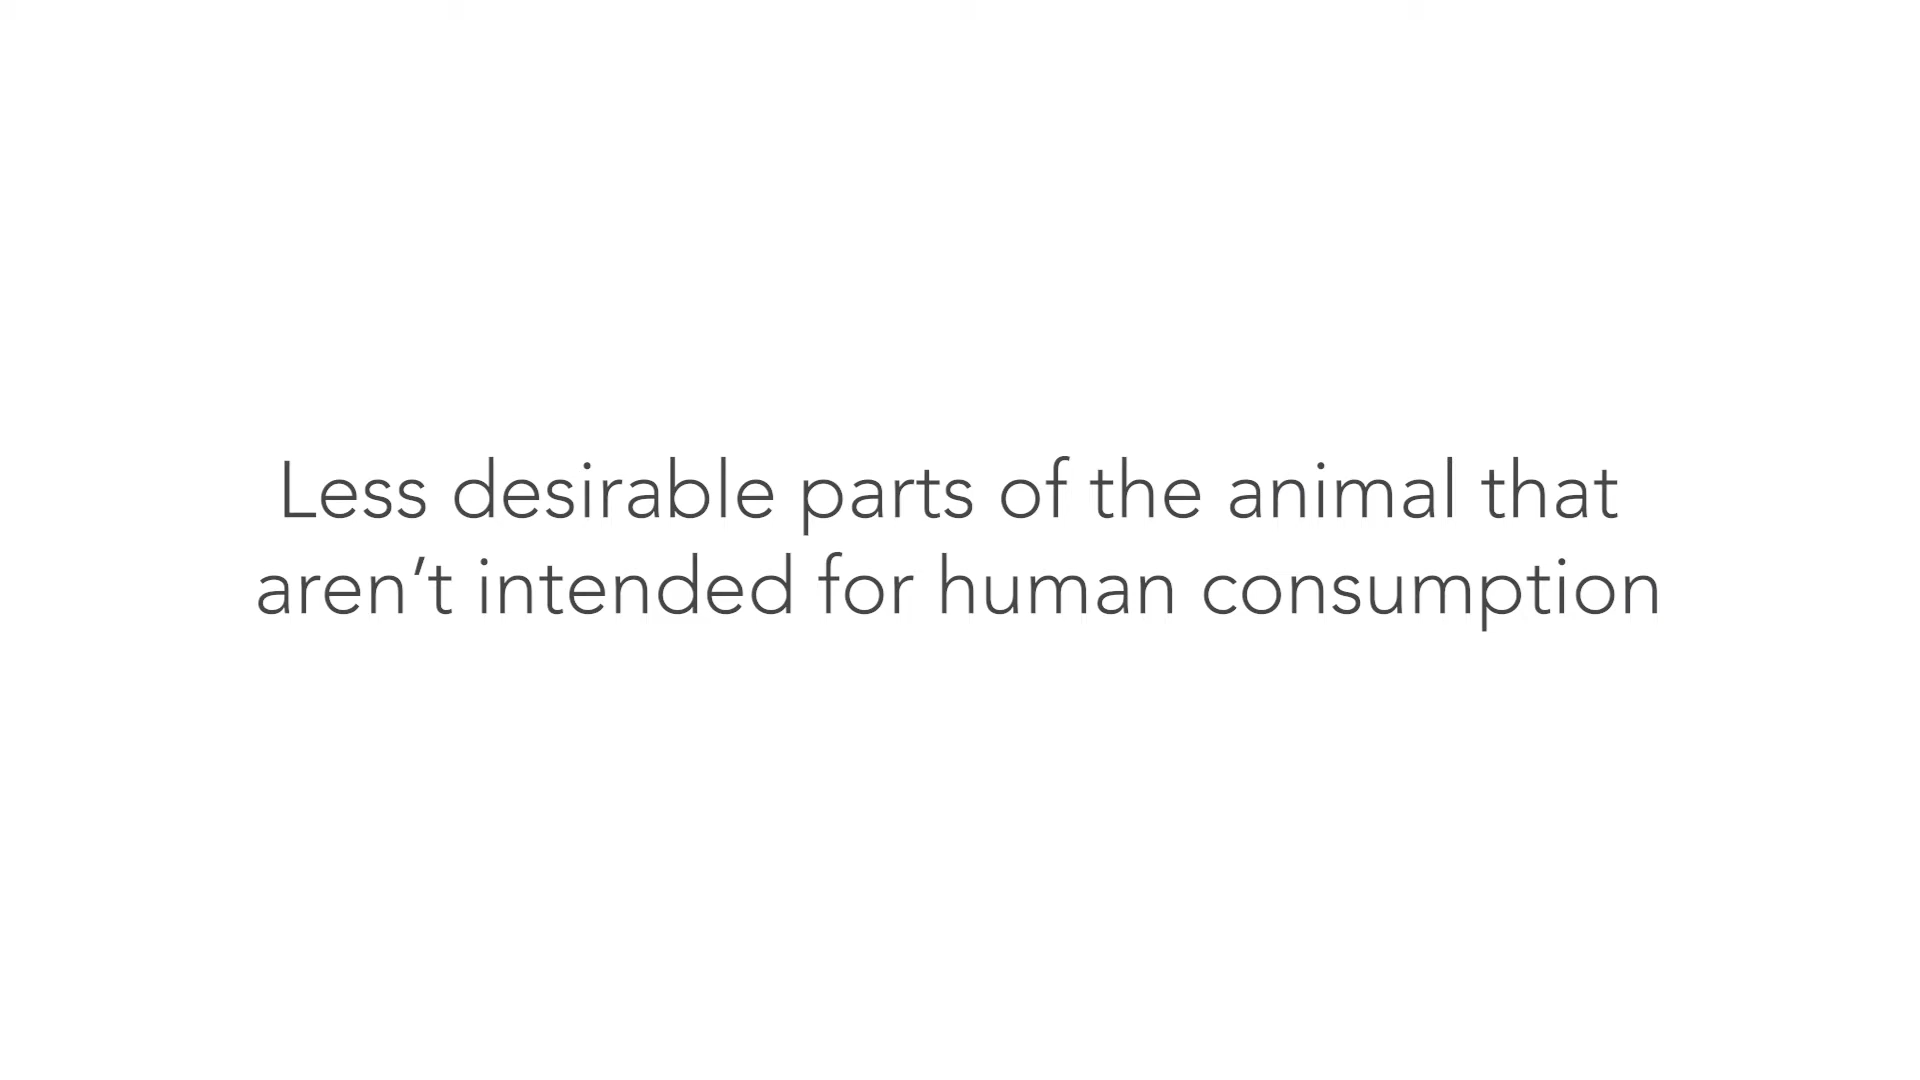 Less desirable parts of the animal that
aren’t intended for human consumption